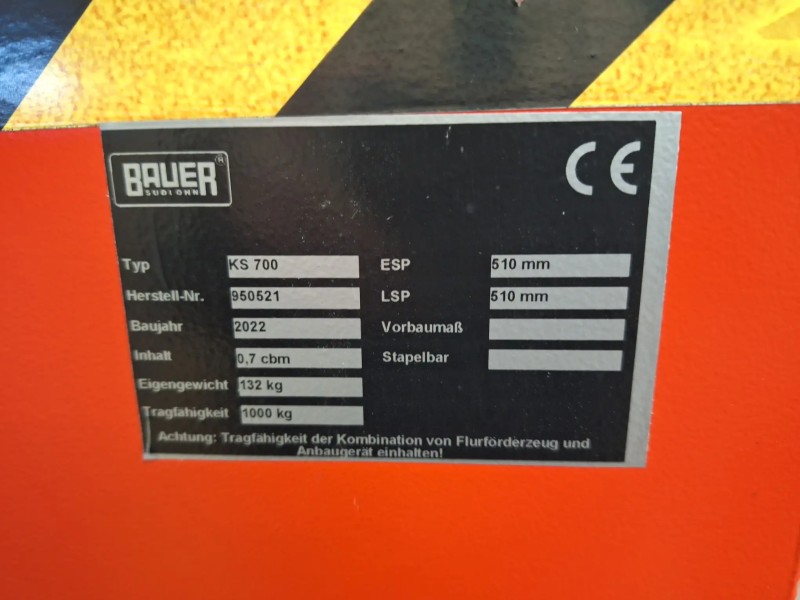 BAUER®
SÜDLOHN
CE
Typ KS 700 ESP 510 mm
Herstell-Nr. 950521 LSP 510 mm
Baujahr 2022 Vorbaumaß
Inhalt 0,7 cbm Stapelbar
Eigengewicht 132 kg
Tragfähigkeit 1000 kg
Achtung: Tragfähigkeit der Kombination von Flurförderzeug und
Anbaugerät einhalten!